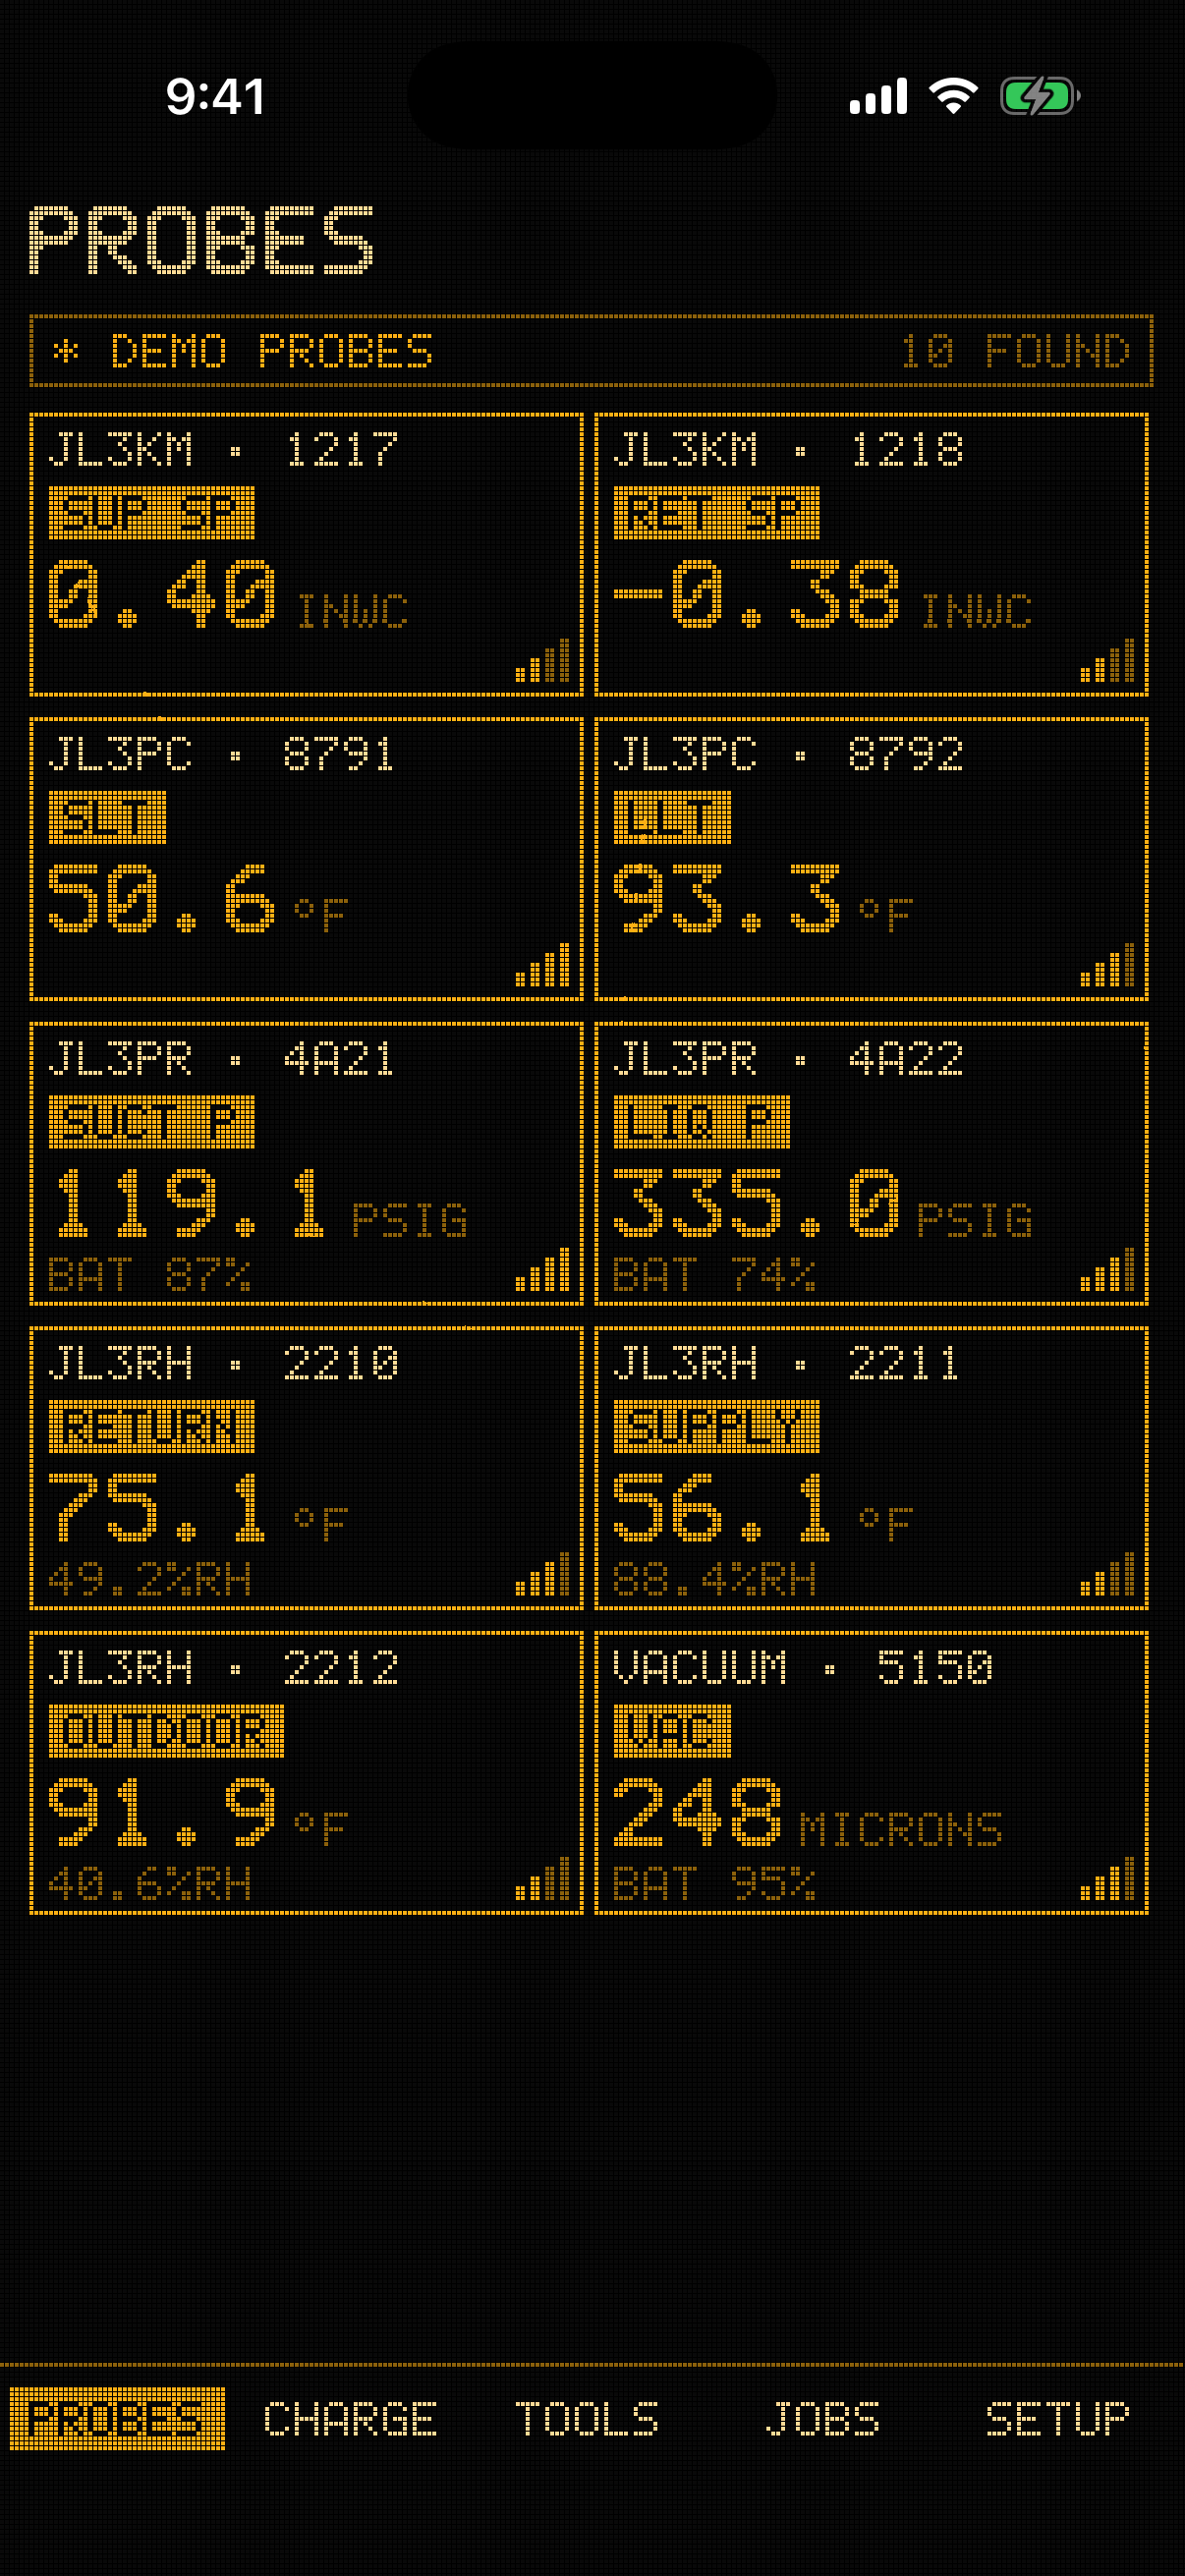 9:41
PROBES
* DEMO PROBES 10 FOUND
JL3KM · 1217
SUP SP
0.40 INWC
JL3KM · 1218
RET SP
-0.38 INWC
JL3PC · 8791
SLT
50.6 °F
JL3PC · 8792
LLT
93.3 °F
JL3PR · 4A21
SUCT P
119.1 PSIG
BAT 87%
JL3PR · 4A22
LIQ P
335.0 PSIG
BAT 74%
JL3RH · 2210
RETURN
75.1 °F
49.2%RH
JL3RH · 2211
SUPPLY
56.1 °F
88.4%RH
JL3RH · 2212
OUTDOOR
91.9 °F
40.6%RH
VACUUM · 5150
VAC
248 MICRONS
BAT 95%
PROBES CHARGE TOOLS JOBS SETUP